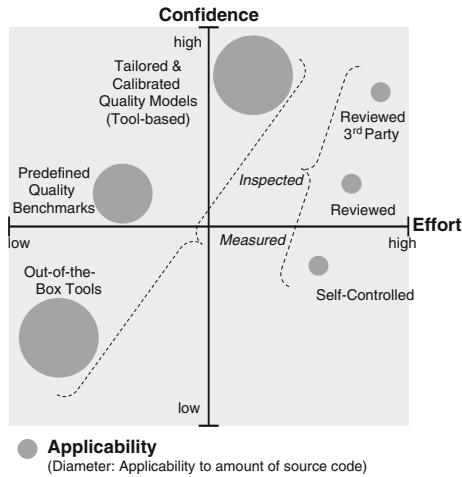 Confidence
high
Tailored &
Calibrated
Quality Models
(Tool-based)
Reviewed
3rd Party
Predefined
Quality
Benchmarks
Inspected
Reviewed
Effort
low
Measured
high
Out-of-the-
Box Tools
Self-Controlled
low
Applicability
(Diameter: Applicability to amount of source code)